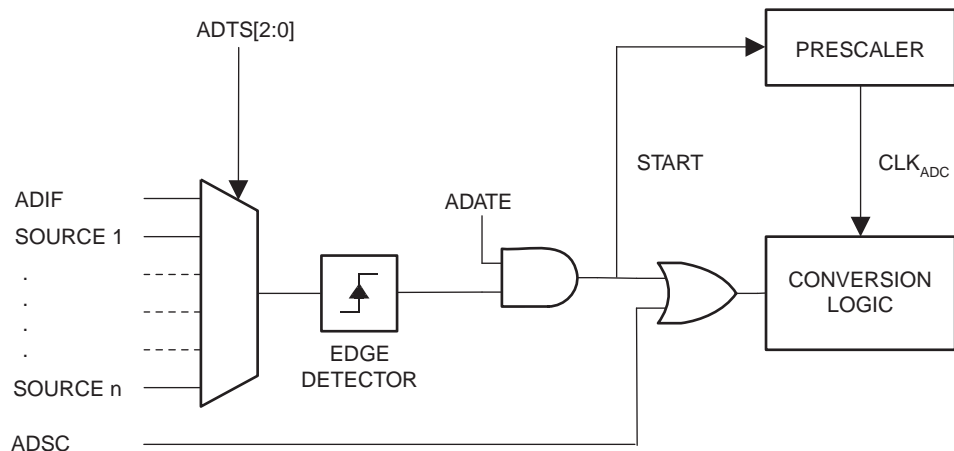 ADTS[2:0]
PRESCALER
START
CLKADC
ADIF
ADATE
SOURCE 1
.
.
.
.
CONVERSION
LOGIC
EDGE
DETECTOR
SOURCE n
ADSC